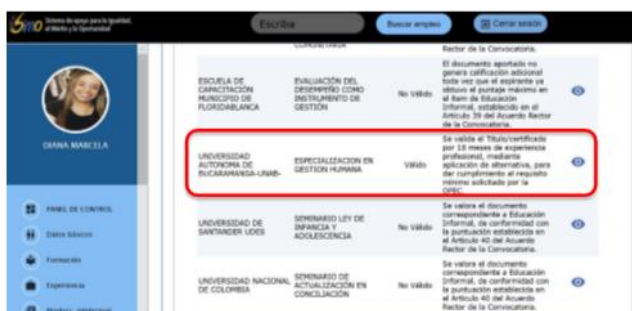 Simo Sistema de apoyo para la Igualdad,
el Mérito y la Oportunidad
Escriba
Buscar empleo
Cerrar sesión
DIANA MARCELA
PANEL DE CONTROL
Datos básicos
Formación
Experiencia
COMUNITARIA
Rector de la Convocatoria.
ESCUELA DE
CAPACITACIÓN
MUNICIPIO DE
FLORIDABLANCA
EVALUACIÓN DEL
DESEMPEÑO COMO
INSTRUMENTO DE
GESTIÓN
No Válido
El documento aportado no
genera calificación adicional
toda vez que el aspirante ya
obtuvo el puntaje máximo en
el ítem de Educación
Informal, establecido en el
Artículo 39 del Acuerdo Rector
de la Convocatoria.
UNIVERSIDAD
AUTONOMA DE
BUCARAMANGA-UNAB-
ESPECIALIZACION EN
GESTION HUMANA
Válido
Se valida el Título/certificado
por 18 meses de experiencia
profesional, mediante
aplicación de alternativa, para
dar cumplimiento al requisito
mínimo solicitado por la
OPEC.
UNIVERSIDAD DE
SANTANDER UDES
SEMINARIO LEY DE
INFANCIA Y
ADOLESCENCIA
No Válido
Se valora el documento
correspondiente a Educación
Informal, de conformidad con
la puntuación establecida en
el Artículo 40 del Acuerdo
Rector de la Convocatoria.
UNIVERSIDAD NACIONAL
DE COLOMBIA
SEMINARIO DE
ACTUALIZACIÓN EN
CONCILIACIÓN
No Válido
Se valora el documento
correspondiente a Educación
Informal, de conformidad con
la puntuación establecida en
el Artículo 40 del Acuerdo
Rector de la Convocatoria.